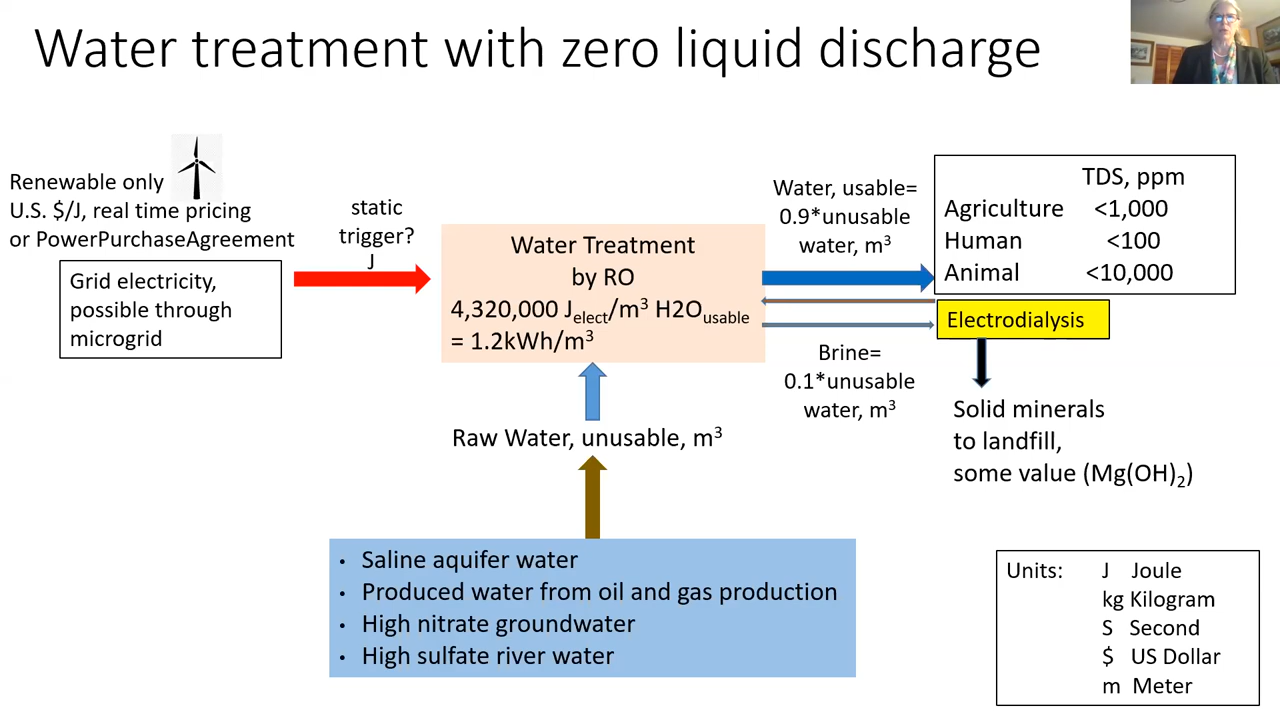 Water treatment with zero liquid discharge
Renewable only
U.S. $/J, real time pricing
or PowerPurchaseAgreement
Grid electricity,
possible through
microgrid
static
trigger?
J
Water Treatment
by RO
4,320,000 J_elect/m³ H2O_usable
= 1.2kWh/m³
Water, usable=
0.9*unusable
water, m³
TDS, ppm
Agriculture <1,000
Human <100
Animal <10,000
Electrodialysis
Brine=
0.1*unusable
water, m³
Solid minerals
to landfill,
some value (Mg(OH)₂)
Raw Water, unusable, m³
• Saline aquifer water
• Produced water from oil and gas production
• High nitrate groundwater
• High sulfate river water
Units: J Joule
kg Kilogram
S Second
$ US Dollar
m Meter